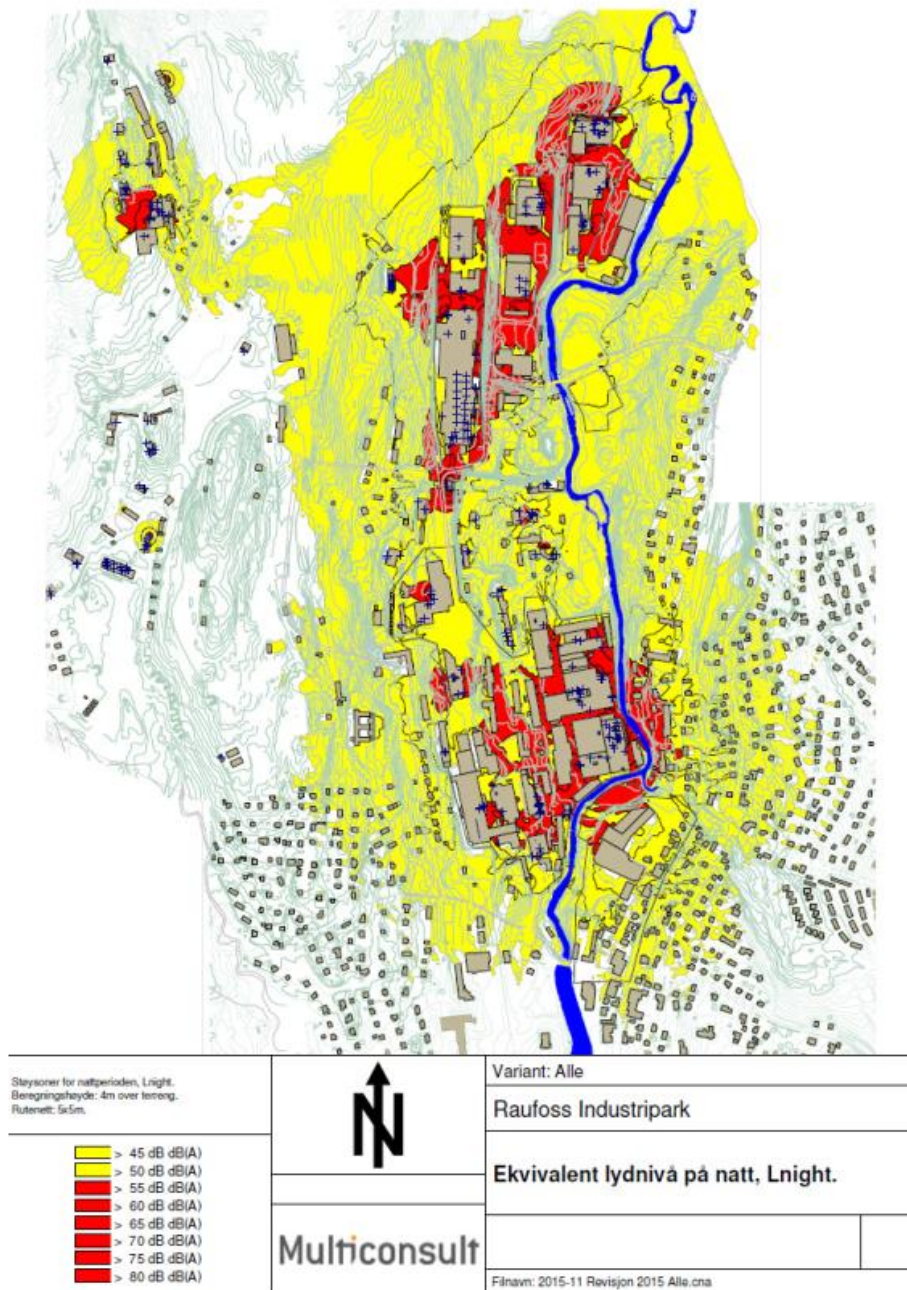 Støysoner for nattperioden, Lnight.
Beregningshøyde: 4m over terreng.
Rutenett: 5x5m.
> 45 dB dB(A)
> 50 dB dB(A)
> 55 dB dB(A)
> 60 dB dB(A)
> 65 dB dB(A)
> 70 dB dB(A)
> 75 dB dB(A)
> 80 dB dB(A)
N
Multiconsult
Variant: Alle
Raufoss Industripark
Ekvivalent lydnivå på natt, Lnight.
Filnavn: 2015-11 Revisjon 2015 Alle.cna